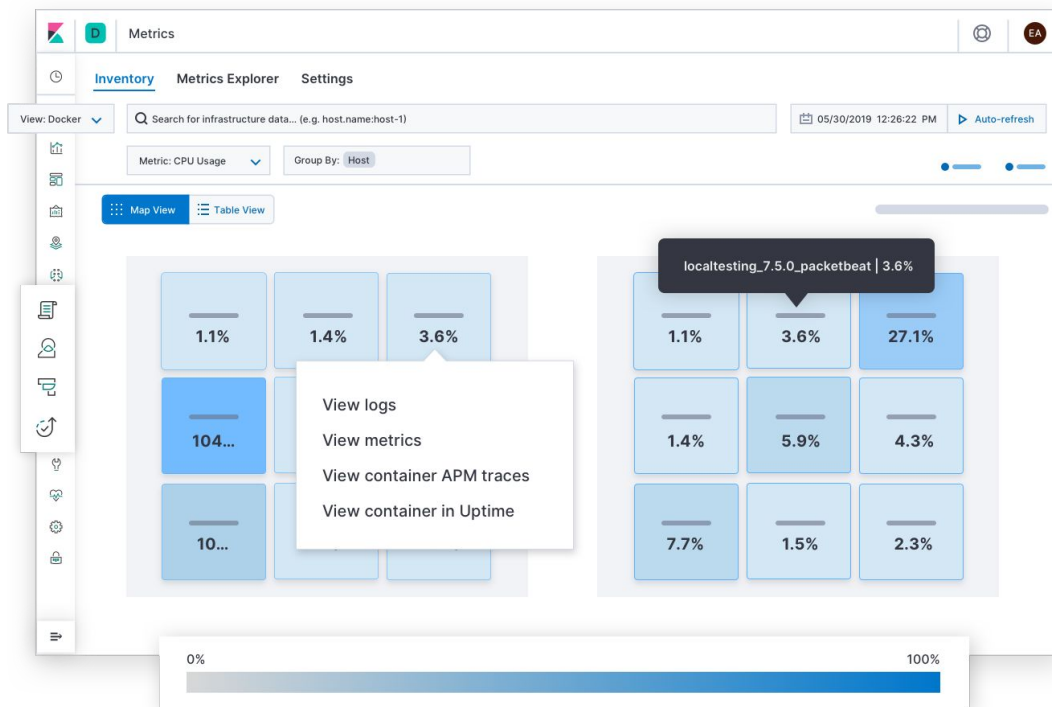 D Metrics EA
Inventory Metrics Explorer Settings
View: Docker Search for infrastructure data... (e.g. host.name:host-1) 05/30/2019 12:26:22 PM Auto-refresh
Metric: CPU Usage Group By: Host
Map View Table View
localtesting_7.5.0_packetbeat | 3.6%
1.1% 1.4% 3.6% 1.1% 3.6% 27.1%
View logs
104... View metrics 1.4% 5.9% 4.3%
View container APM traces
View container in Uptime
10... 7.7% 1.5% 2.3%
0% 100%